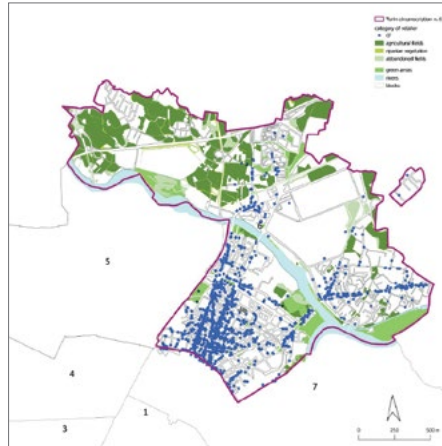 category of retailer
agricultural fields
riparian vegetation
abandoned fields
green areas
rivers
blocks
6
5
4
3
1
7
0 250 500 m